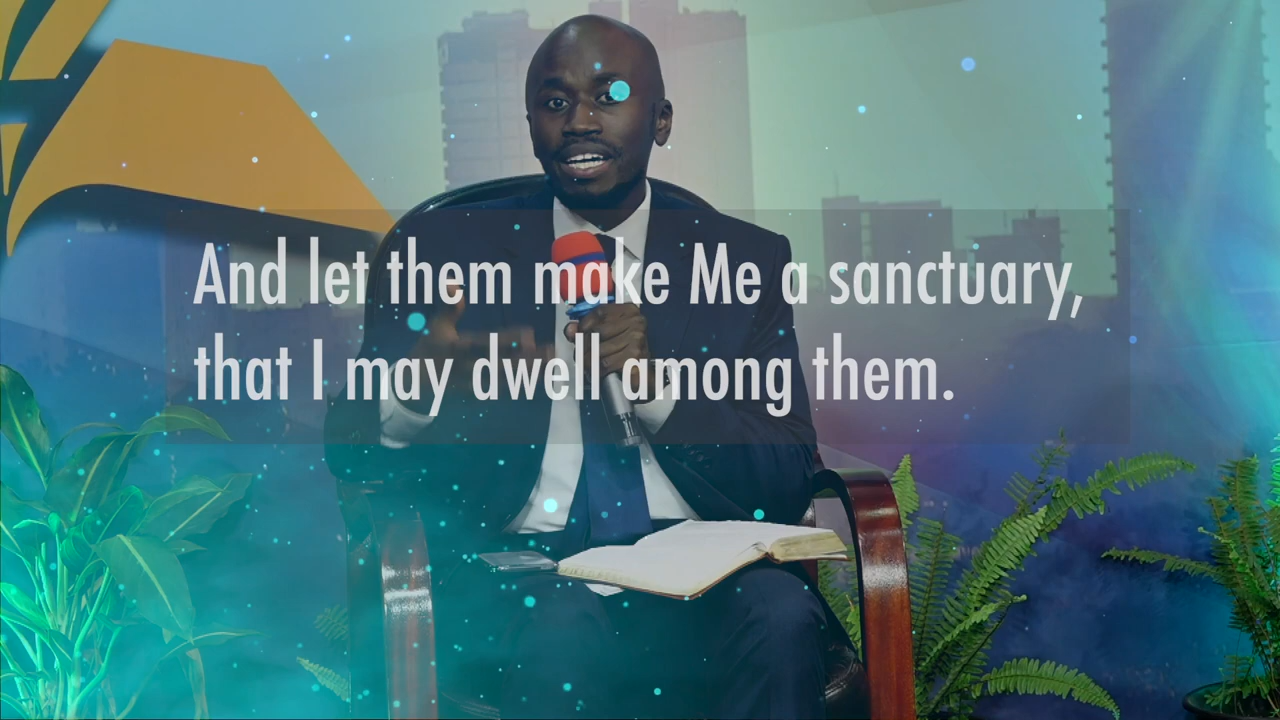 And let them make Me a sanctuary,
that I may dwell among them.